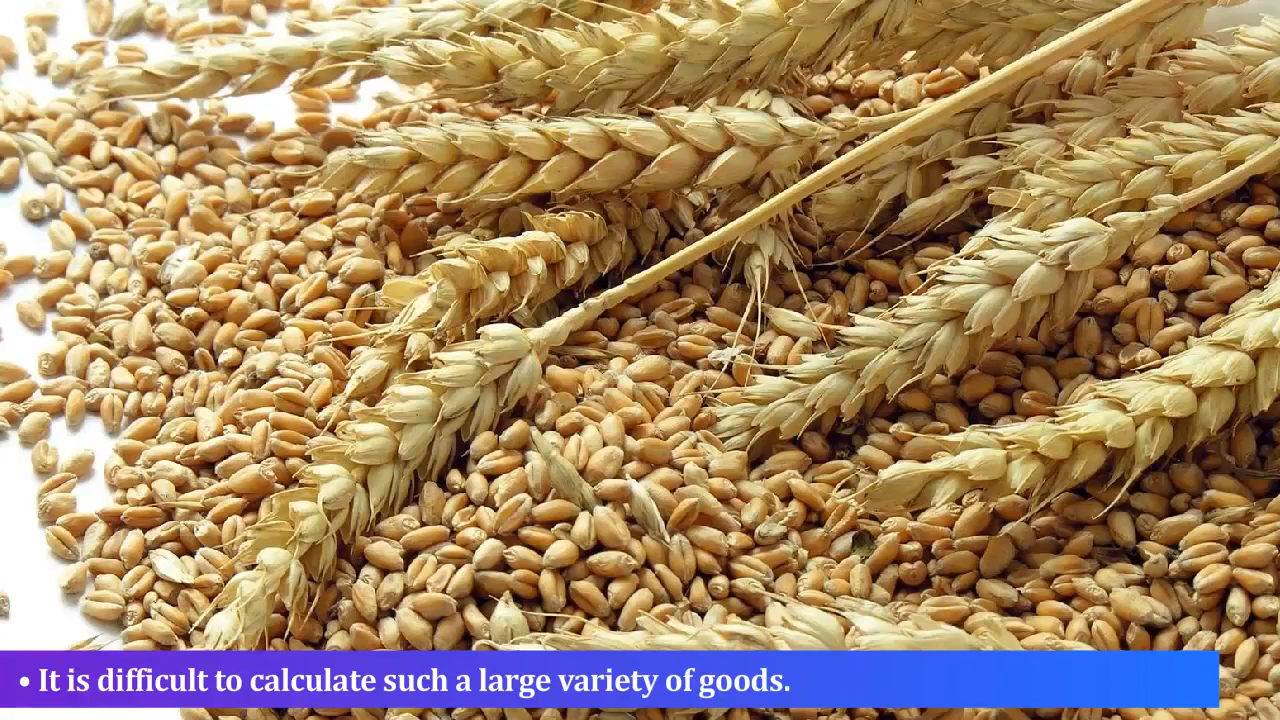 • It is difficult to calculate such a large variety of goods.